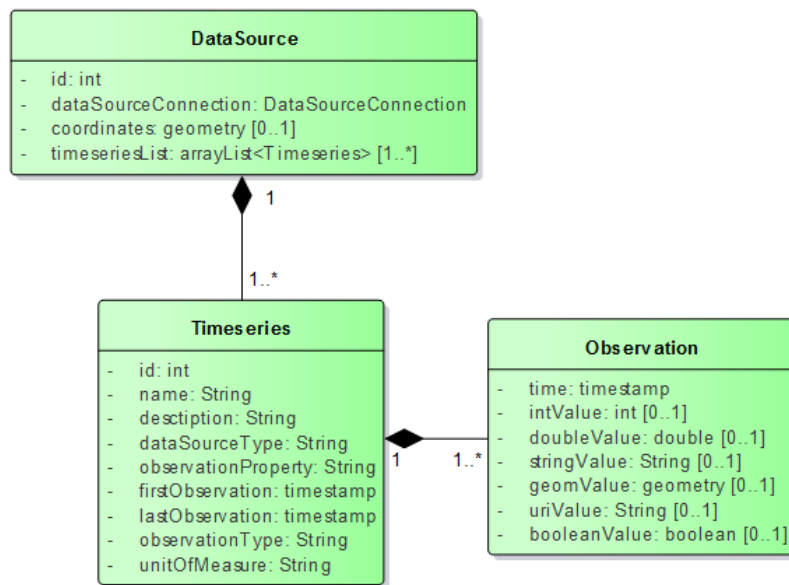 DataSource
- id: int
- dataSourceConnection: DataSourceConnection
- coordinates: geometry [0..1]
- timeseriesList: arrayList<Timeseries> [1..*]
1
1..*
Timeseries
- id: int
- name: String
- desctiption: String
- dataSourceType: String
- observationProperty: String
- firstObservation: timestamp
- lastObservation: timestamp
- observationType: String
- unitOfMeasure: String
1
1..*
Observation
- time: timestamp
- intValue: int [0..1]
- doubleValue: double [0..1]
- stringValue: String [0..1]
- geomValue: geometry [0..1]
- uriValue: String [0..1]
- booleanValue: boolean [0..1]